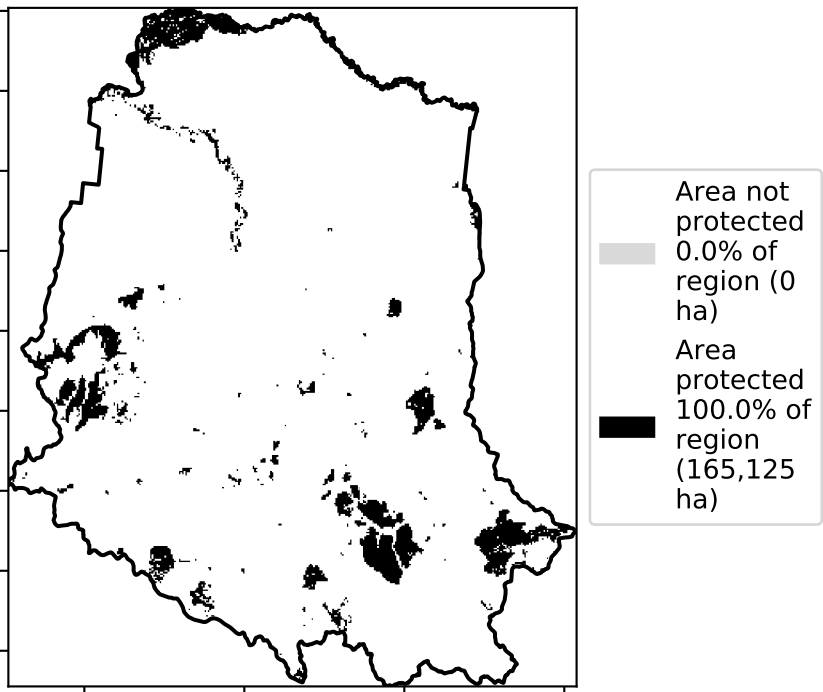 Area not
protected
0.0% of
region (0
ha)
Area
protected
100.0% of
region
(165,125
ha)